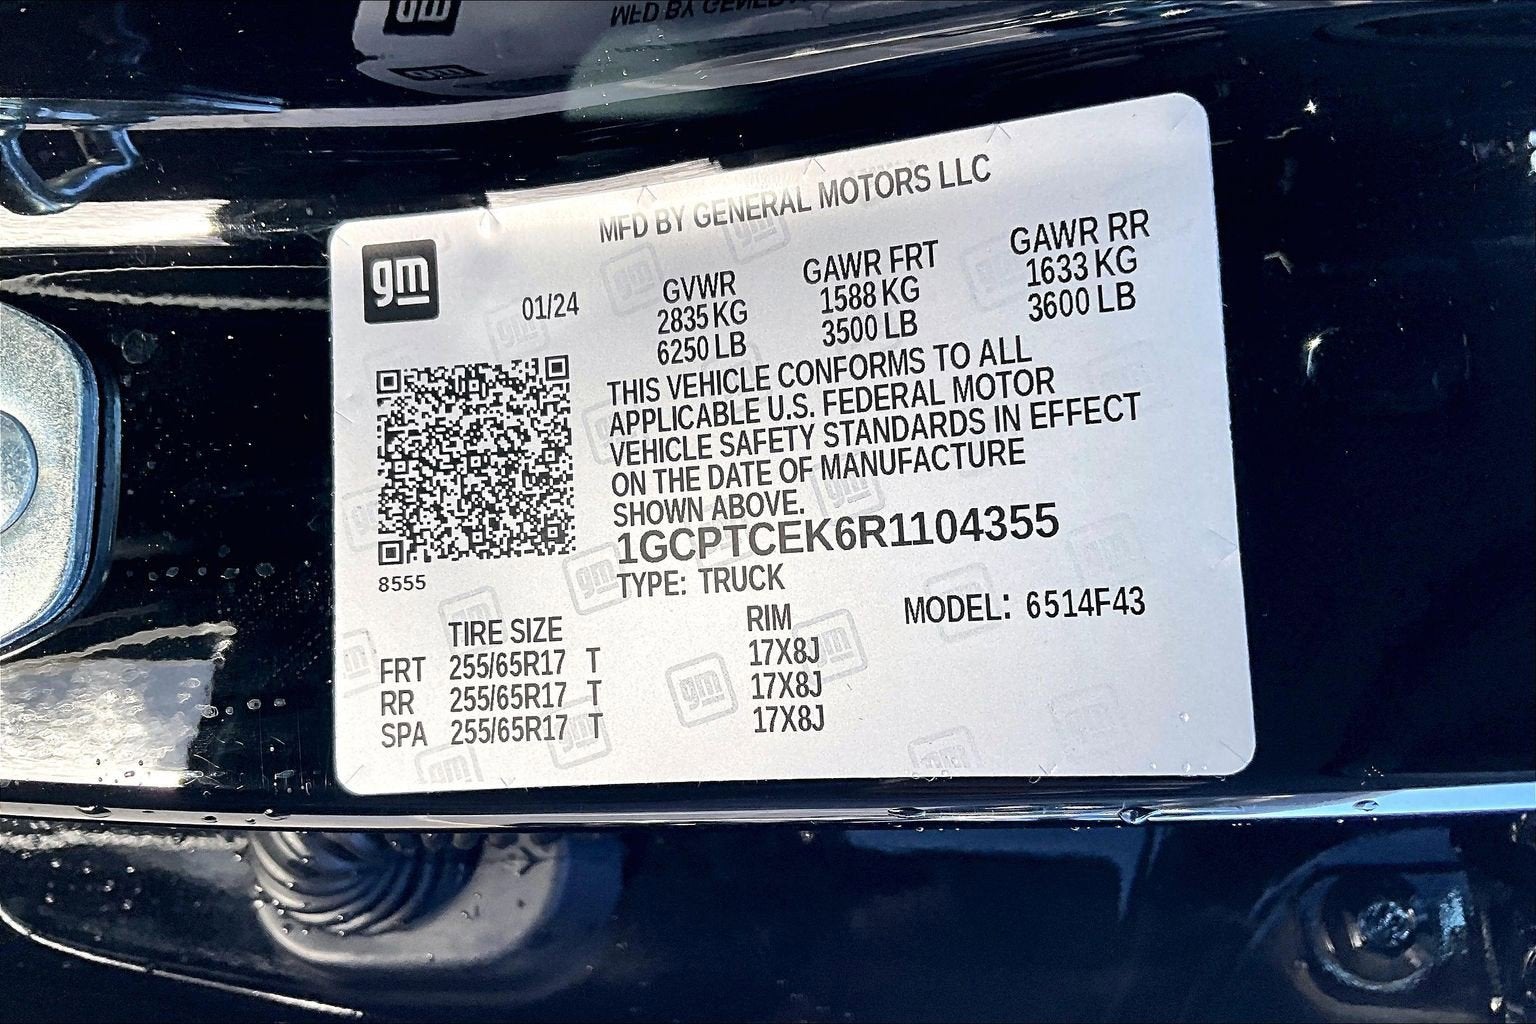 MFD BY GENERAL MOTORS LLC
gm
01/24
GVWR
2835 KG
6250 LB
GAWR FRT
1588 KG
3500 LB
GAWR RR
1633 KG
3600 LB
THIS VEHICLE CONFORMS TO ALL
APPLICABLE U.S. FEDERAL MOTOR
VEHICLE SAFETY STANDARDS IN EFFECT
ON THE DATE OF MANUFACTURE
SHOWN ABOVE.
1GCPTCEK6R1104355
8555
TYPE: TRUCK
MODEL: 6514F43
TIRE SIZE RIM
FRT 255/65R17 T 17X8J
RR 255/65R17 T 17X8J
SPA 255/65R17 T 17X8J